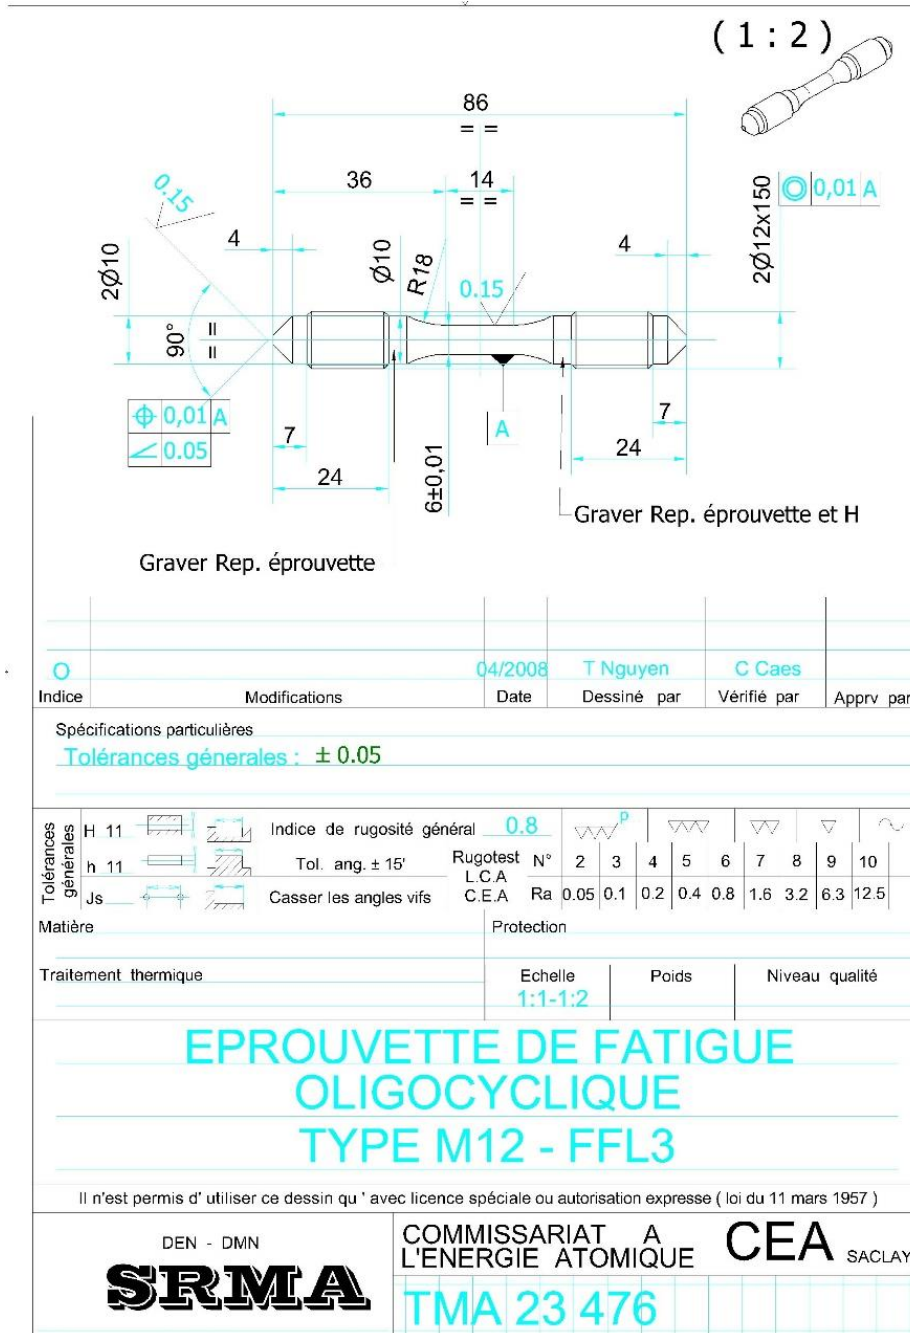 ( 1 : 2 )
86
= =
36
14
= =
0.15
4
2Ø10
Ø10
R18
0.15
4
2Ø12x150
0,01 A
90°
=
=
0,01 A
0.05
7
24
6±0,01
A
7
24
Graver Rep. éprouvette et H
Graver Rep. éprouvette
O 04/2008 T Nguyen C Caes
Indice Modifications Date Dessiné par Vérifié par Apprv par
Spécifications particulières
Tolérances génerales : ± 0.05
Tolérances générales
H 11 Indice de rugosité général 0.8 p
h 11 Tol. ang. ± 15' Rugotest N° 2 3 4 5 6 7 8 9 10
L.C.A
Js Casser les angles vifs C.E.A Ra 0.05 0.1 0.2 0.4 0.8 1.6 3.2 6.3 12.5
Matière Protection
Traitement thermique Echelle Poids Niveau qualité
1:1-1:2
EPROUVETTE DE FATIGUE
OLIGOCYCLIQUE
TYPE M12 - FFL3
Il n'est permis d' utiliser ce dessin qu ' avec licence spéciale ou autorisation expresse ( loi du 11 mars 1957 )
DEN - DMN
SRMA
COMMISSARIAT A
L'ENERGIE ATOMIQUE
CEA SACLAY
TMA 23 476